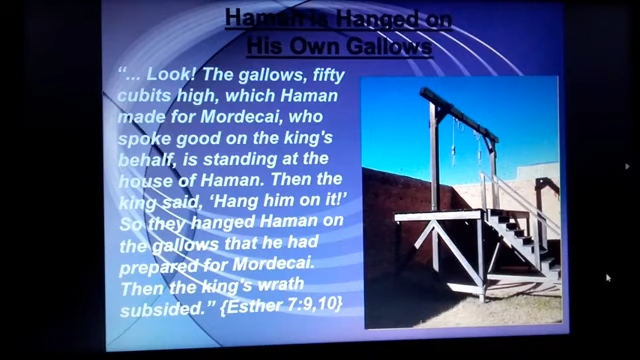 Haman is Hanged on
His Own Gallows
“... Look! The gallows, fifty
cubits high, which Haman
made for Mordecai, who
spoke good on the king's
behalf, is standing at the
house of Haman. Then the
king said, ‘Hang him on it!’
So they hanged Haman on
the gallows that he had
prepared for Mordecai.
Then the king's wrath
subsided.” {Esther 7:9,10}